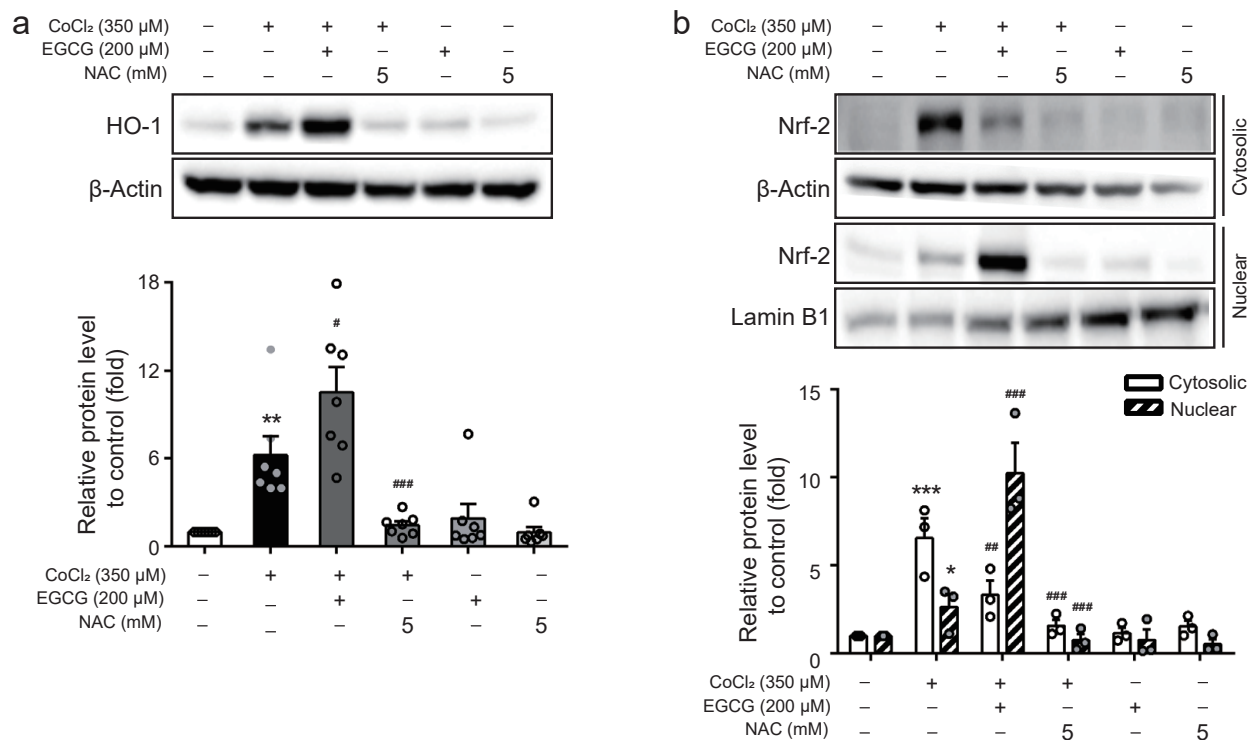 a
CoCl₂ (350 µM) – + + + – –
EGCG (200 µM) – – + – + –
NAC (mM) – – – 5 – 5
HO-1
β-Actin
Relative protein level
to control (fold)
18
12
6
0
**
#
###
CoCl₂ (350 µM) – + + + – –
EGCG (200 µM) – – + – + –
NAC (mM) – – – 5 – 5
b
CoCl₂ (350 µM) – + + + – –
EGCG (200 µM) – – + – + –
NAC (mM) – – – 5 – 5
Nrf-2
β-Actin
Cytosolic
Nrf-2
Lamin B1
Nuclear
Relative protein level
to control (fold)
15
10
5
0
Cytosolic
Nuclear
***
*
##
###
###
###
CoCl₂ (350 µM) – + + + – –
EGCG (200 µM) – – + – + –
NAC (mM) – – – 5 – 5